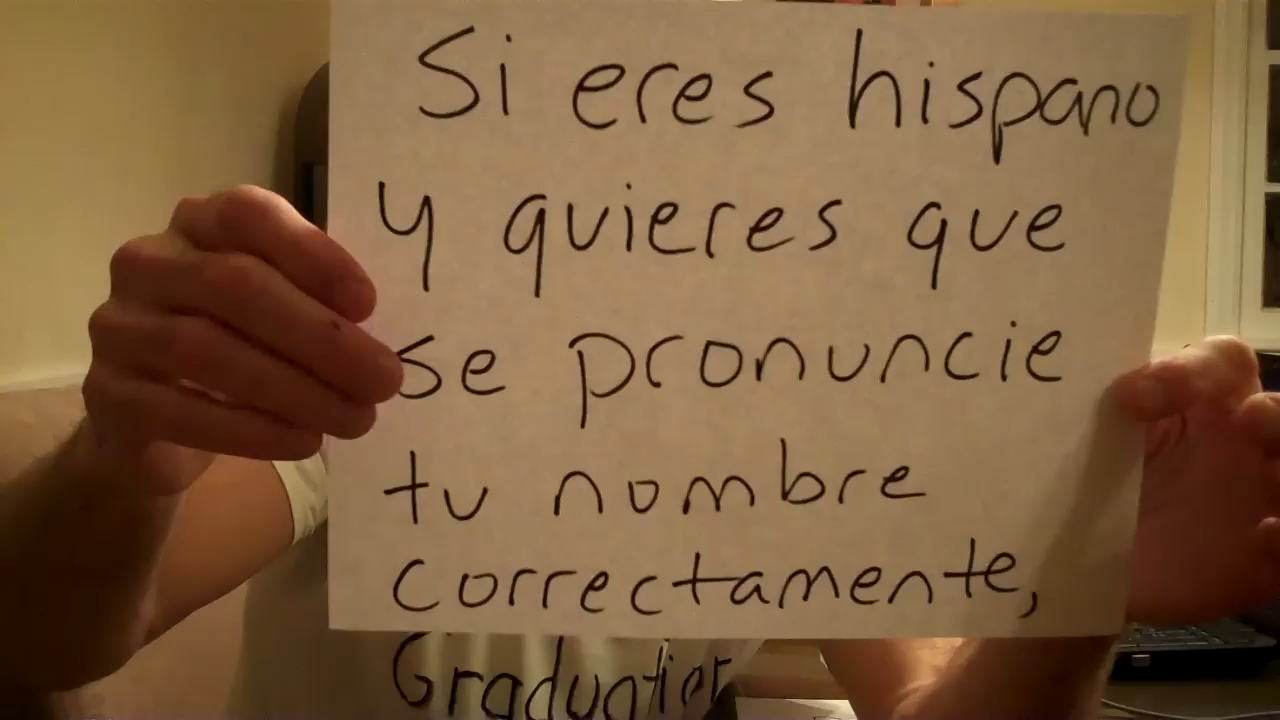 Si eres hispano
y quieres que
se pronuncie
tu nombre
correctamente,